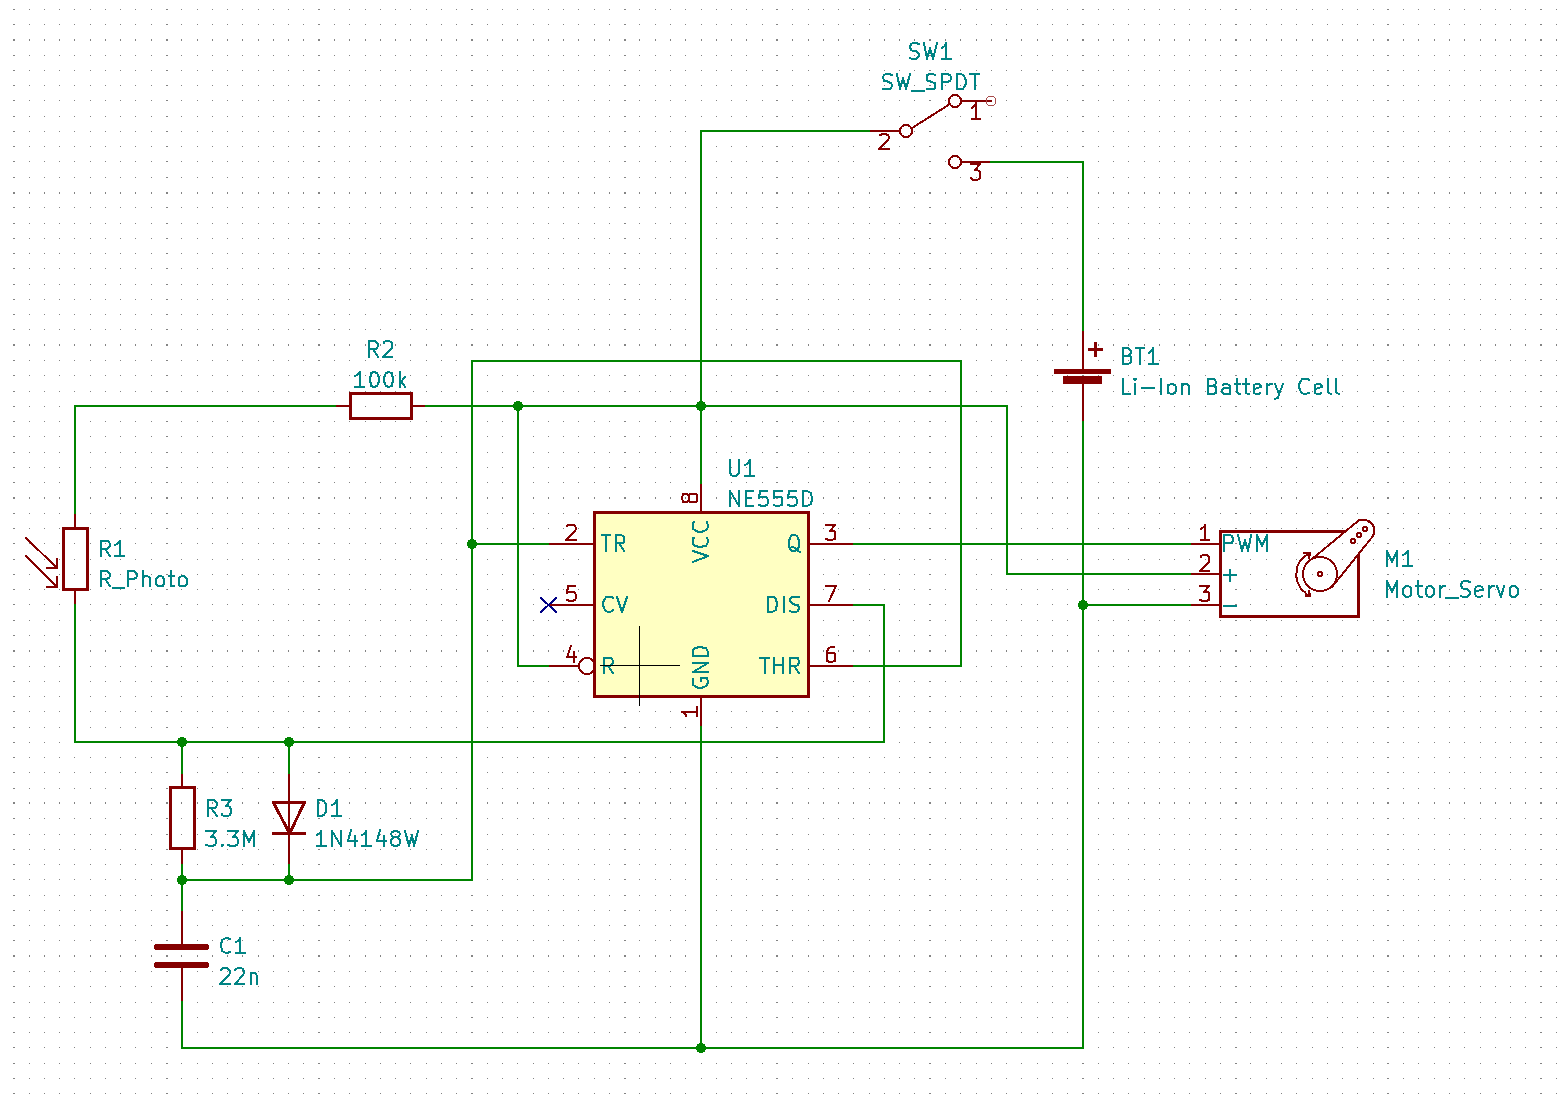 SW1
SW_SPDT
1
2
3
R2
100k
+
BT1
Li-Ion Battery Cell
U1
NE555D
8
VCC
2
TR
Q
3
5
CV
DIS
7
4
R
THR
6
GND
1
1
PWM
2
+
3
-
M1
Motor_Servo
R1
R_Photo
R3
3.3M
D1
1N4148W
C1
22n